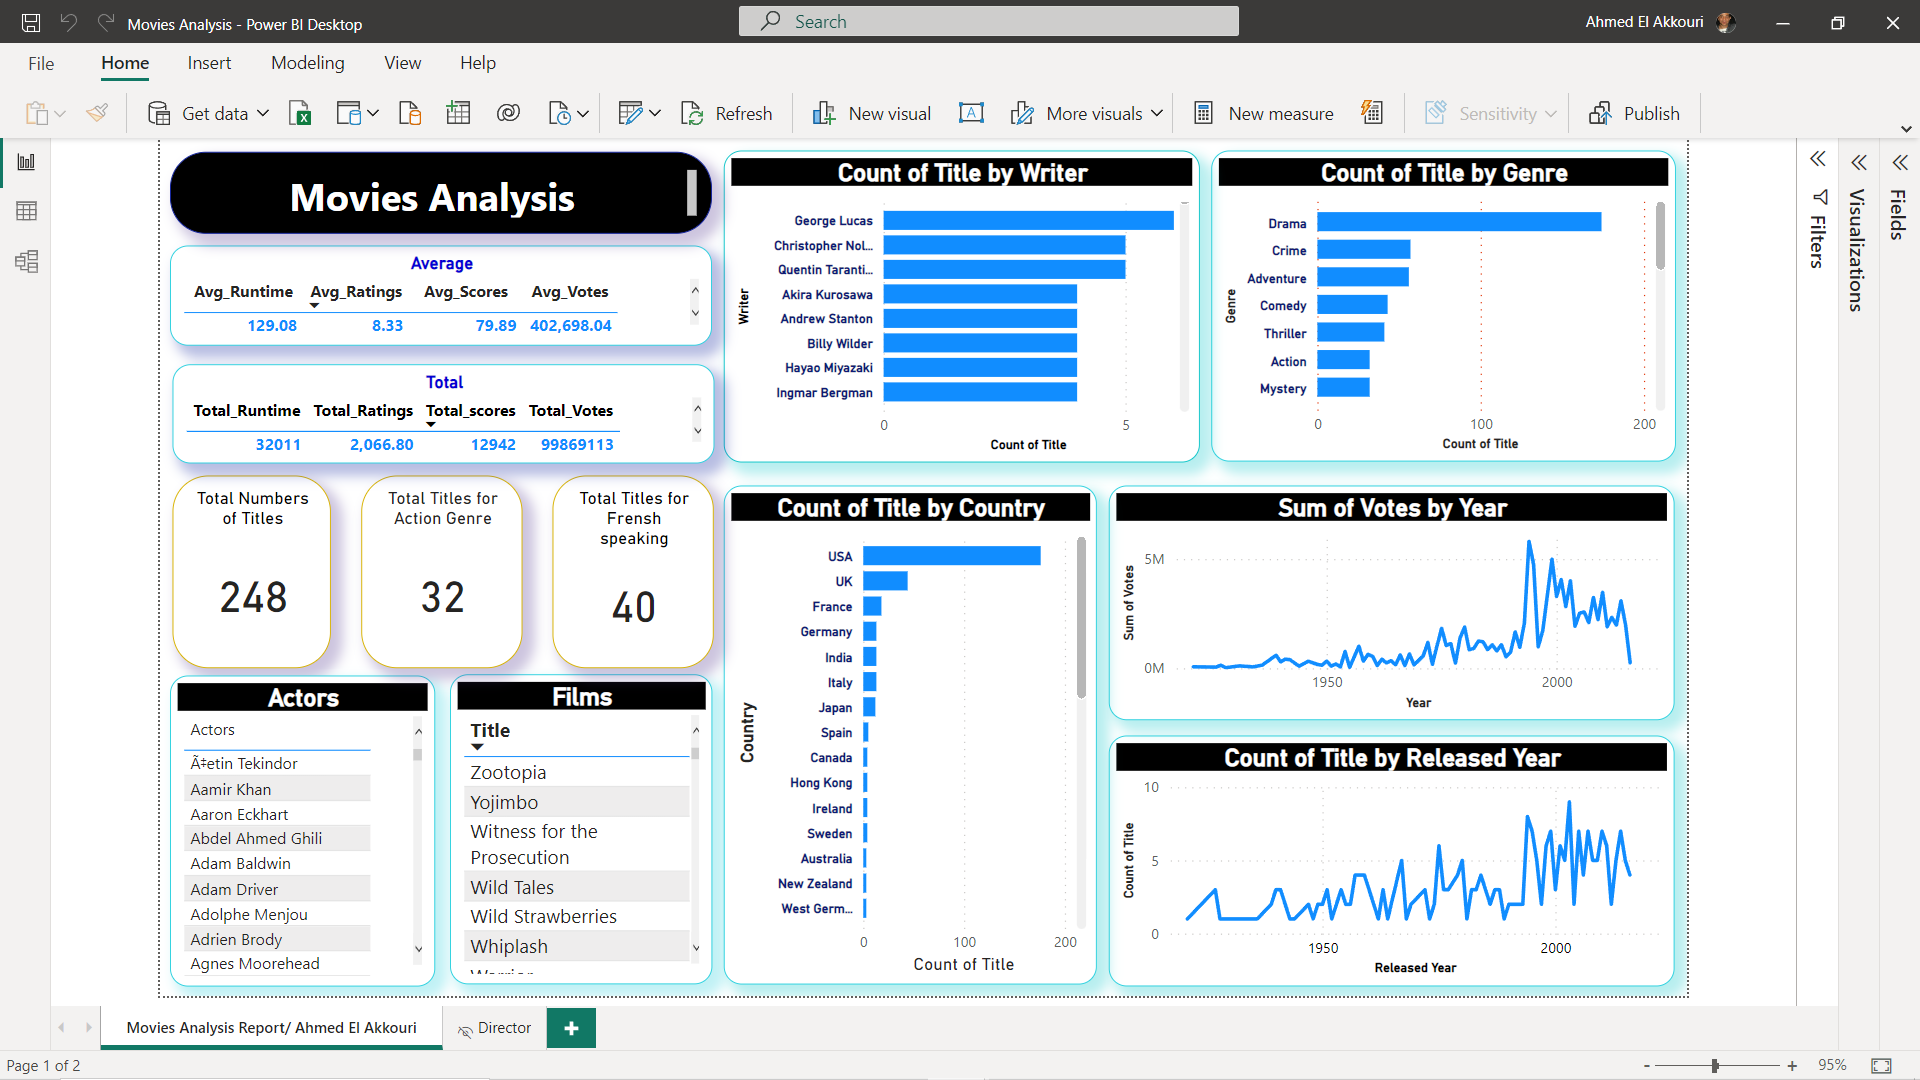 Movies Analysis - Power BI Desktop
Search
Ahmed El Akkouri
File Home Insert Modeling View Help
Get data Refresh New visual More visuals New measure Sensitivity Publish
Movies Analysis
Average
Avg_Runtime Avg_Ratings Avg_Scores Avg_Votes
129.08 8.33 79.89 402,698.04
Total
Total_Runtime Total_Ratings Total_scores Total_Votes
32011 2,066.80 12942 99869113
Total Numbers
of Titles
248
Total Titles for
Action Genre
32
Total Titles for
Frensh
speaking
40
Actors
Actors
Ã‡etin Tekindor
Aamir Khan
Aaron Eckhart
Abdel Ahmed Ghili
Adam Baldwin
Adam Driver
Adolphe Menjou
Adrien Brody
Agnes Moorehead
Films
Title
Zootopia
Yojimbo
Witness for the
Prosecution
Wild Tales
Wild Strawberries
Whiplash
Count of Title by Writer
Writer
George Lucas
Christopher Nol...
Quentin Taranti...
Akira Kurosawa
Andrew Stanton
Billy Wilder
Hayao Miyazaki
Ingmar Bergman
0 5
Count of Title
Count of Title by Genre
Genre
Drama
Crime
Adventure
Comedy
Thriller
Action
Mystery
0 100 200
Count of Title
Count of Title by Country
Country
USA
UK
France
Germany
India
Italy
Japan
Spain
Canada
Hong Kong
Ireland
Sweden
Australia
New Zealand
West Germ...
0 100 200
Count of Title
Sum of Votes by Year
Sum of Votes
5M
0M
1950 2000
Year
Count of Title by Released Year
Count of Title
10
5
0
1950 2000
Released Year
Filters
Visualizations
Fields
Movies Analysis Report/ Ahmed El Akkouri
Director
+
Page 1 of 2
- + 95%